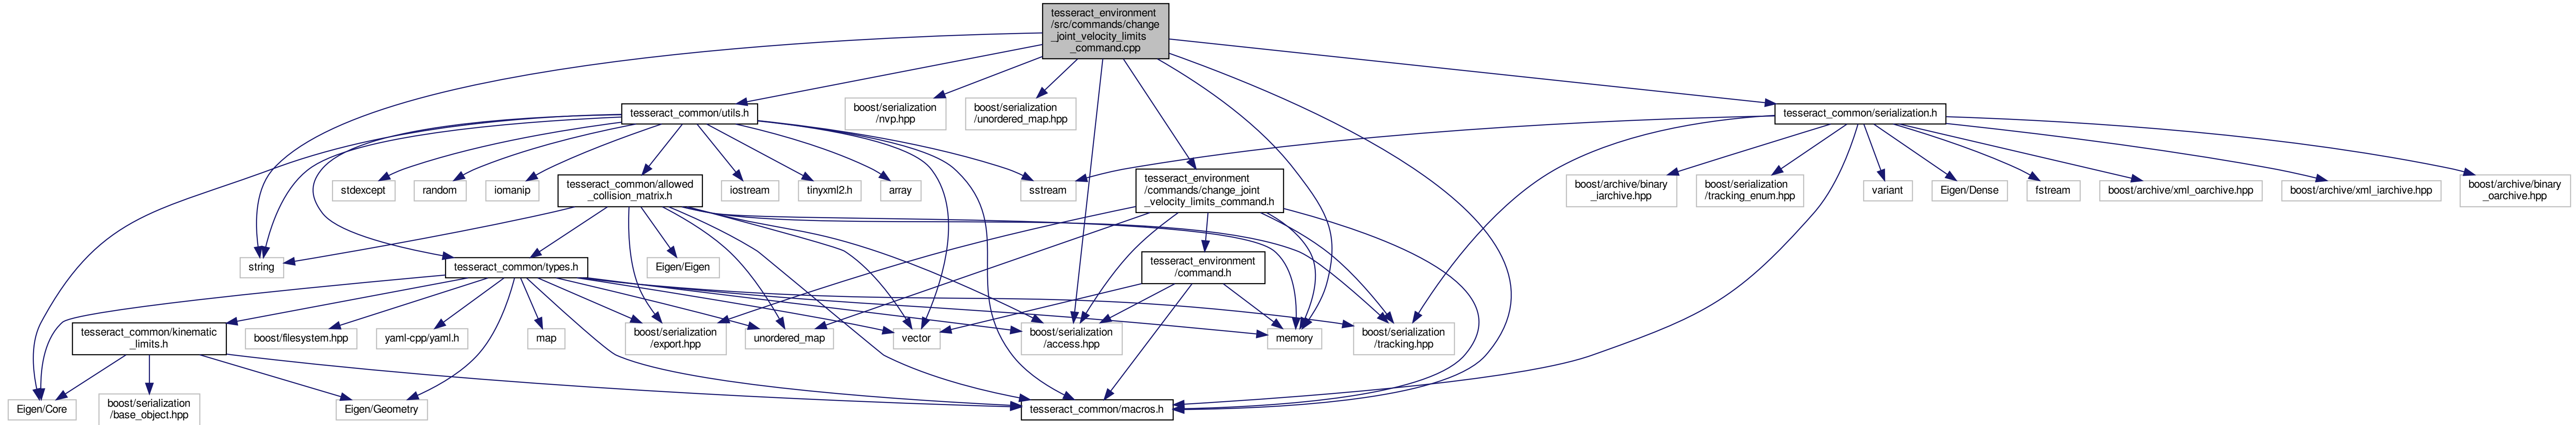 tesseract_environment
/src/commands/change
_joint_velocity_limits
_command.cpp
tesseract_common/utils.h
boost/serialization
/nvp.hpp
boost/serialization
/unordered_map.hpp
tesseract_common/serialization.h
stdexcept
random
iomanip
tesseract_common/allowed
_collision_matrix.h
iostream
tinyxml2.h
array
sstream
tesseract_environment
/commands/change_joint
_velocity_limits_command.h
boost/archive/binary
_iarchive.hpp
boost/serialization
/tracking_enum.hpp
variant
Eigen/Dense
fstream
boost/archive/xml_oarchive.hpp
boost/archive/xml_iarchive.hpp
boost/archive/binary
_oarchive.hpp
string
tesseract_common/types.h
Eigen/Eigen
tesseract_environment
/command.h
tesseract_common/kinematic
_limits.h
boost/filesystem.hpp
yaml-cpp/yaml.h
map
boost/serialization
/export.hpp
unordered_map
vector
boost/serialization
/access.hpp
memory
boost/serialization
/tracking.hpp
Eigen/Core
boost/serialization
/base_object.hpp
Eigen/Geometry
tesseract_common/macros.h